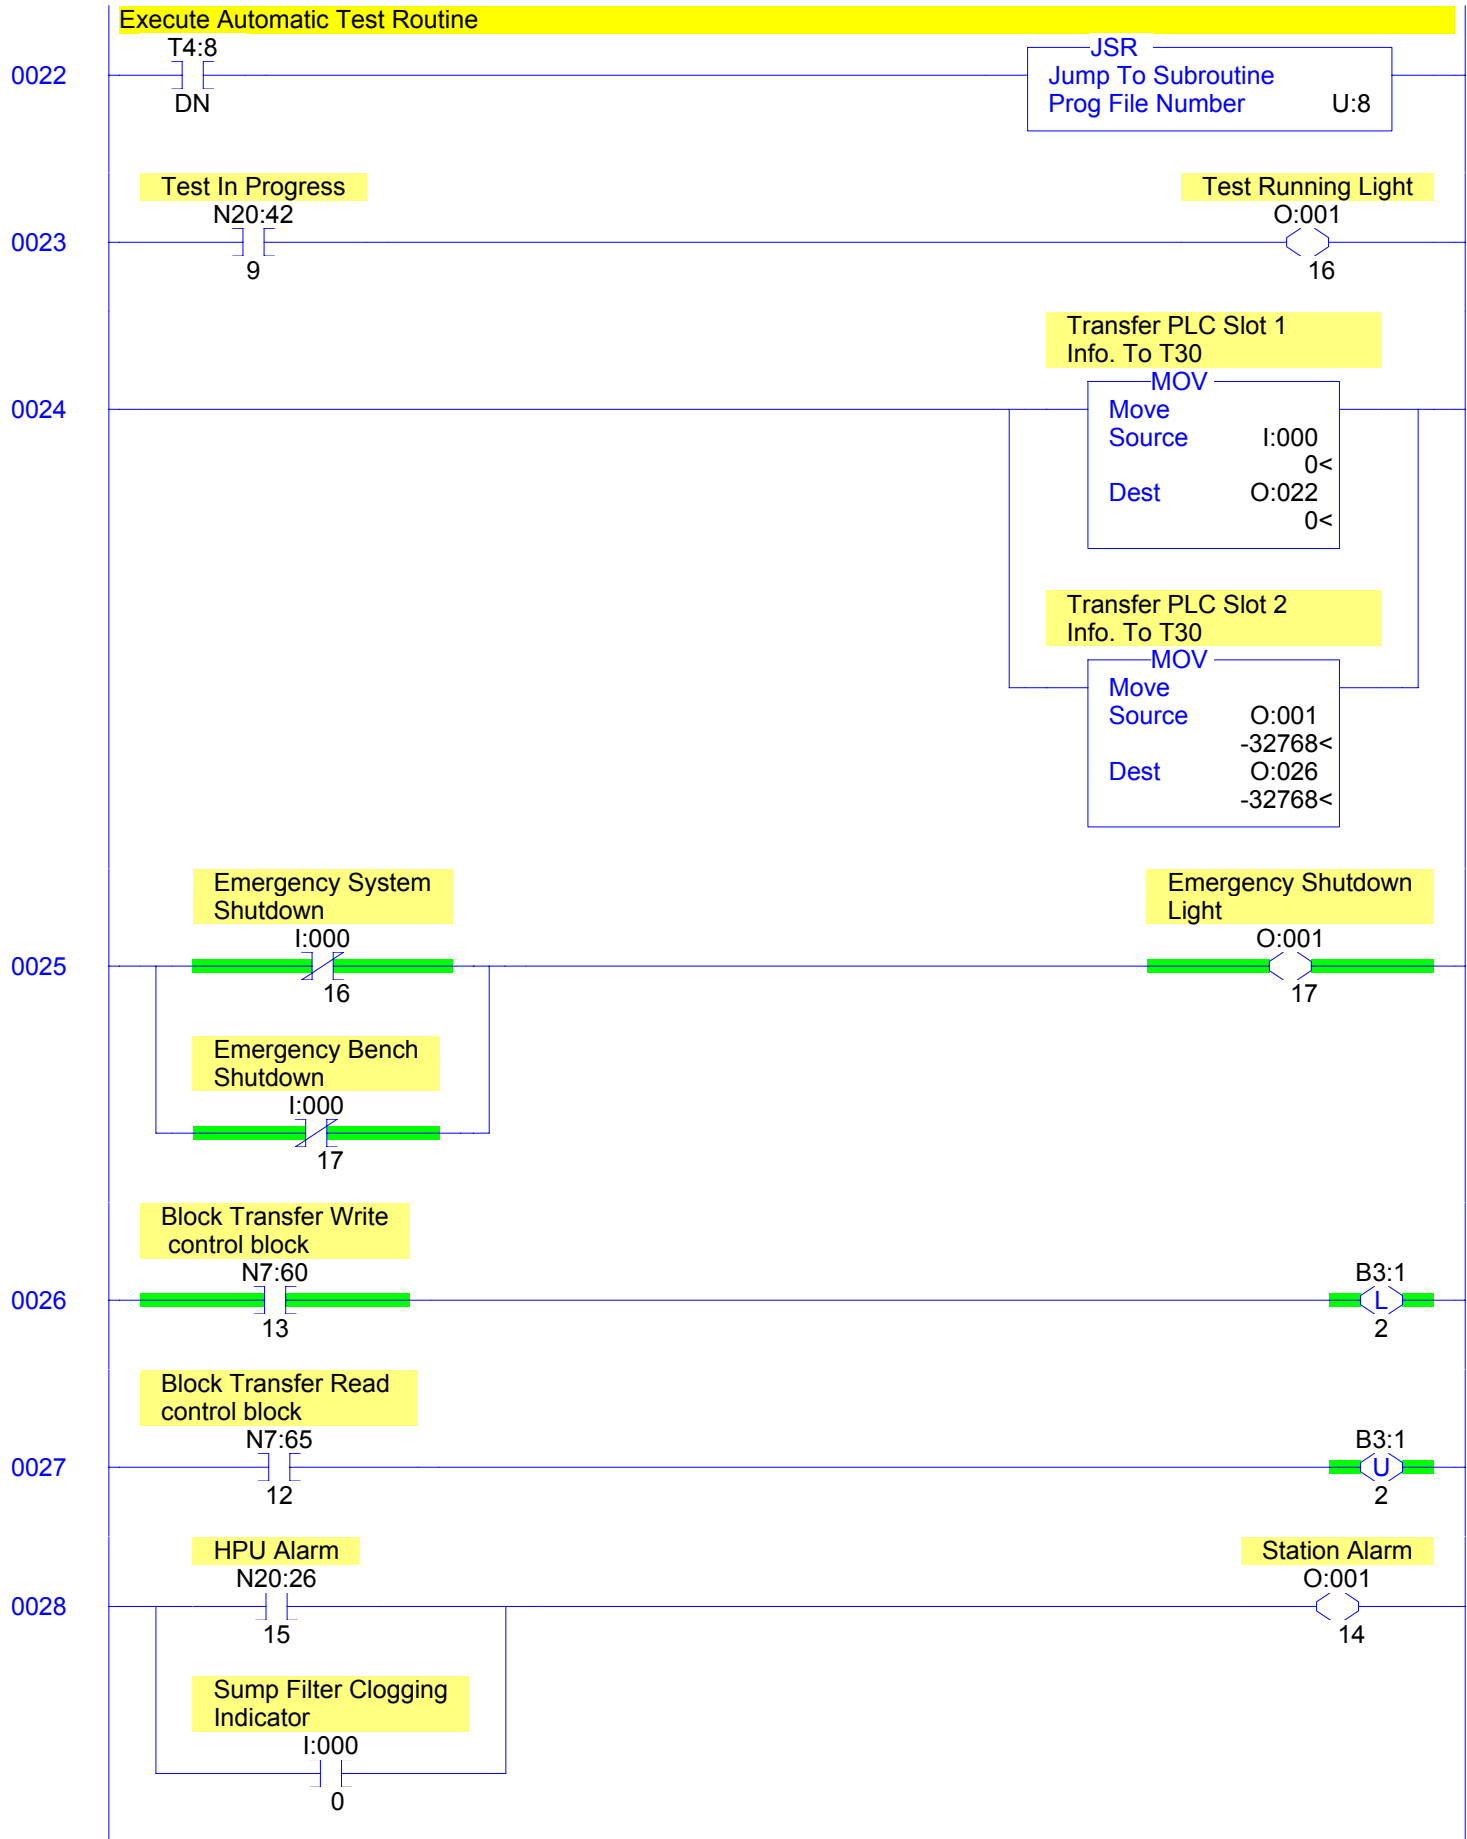 Execute Automatic Test Routine
T4:8
DN
0022
JSR
Jump To Subroutine
Prog File Number U:8
Test In Progress
N20:42
9
0023
Test Running Light
O:001
16
Transfer PLC Slot 1
Info. To T30
0024
MOV
Move
Source I:000
0<
Dest O:022
0<
Transfer PLC Slot 2
Info. To T30
MOV
Move
Source O:001
-32768<
Dest O:026
-32768<
Emergency System
Shutdown
I:000
16
0025
Emergency Shutdown
Light
O:001
17
Emergency Bench
Shutdown
I:000
17
Block Transfer Write
control block
N7:60
13
0026
B3:1
L
2
Block Transfer Read
control block
N7:65
12
0027
B3:1
U
2
HPU Alarm
N20:26
15
0028
Station Alarm
O:001
14
Sump Filter Clogging
Indicator
I:000
0